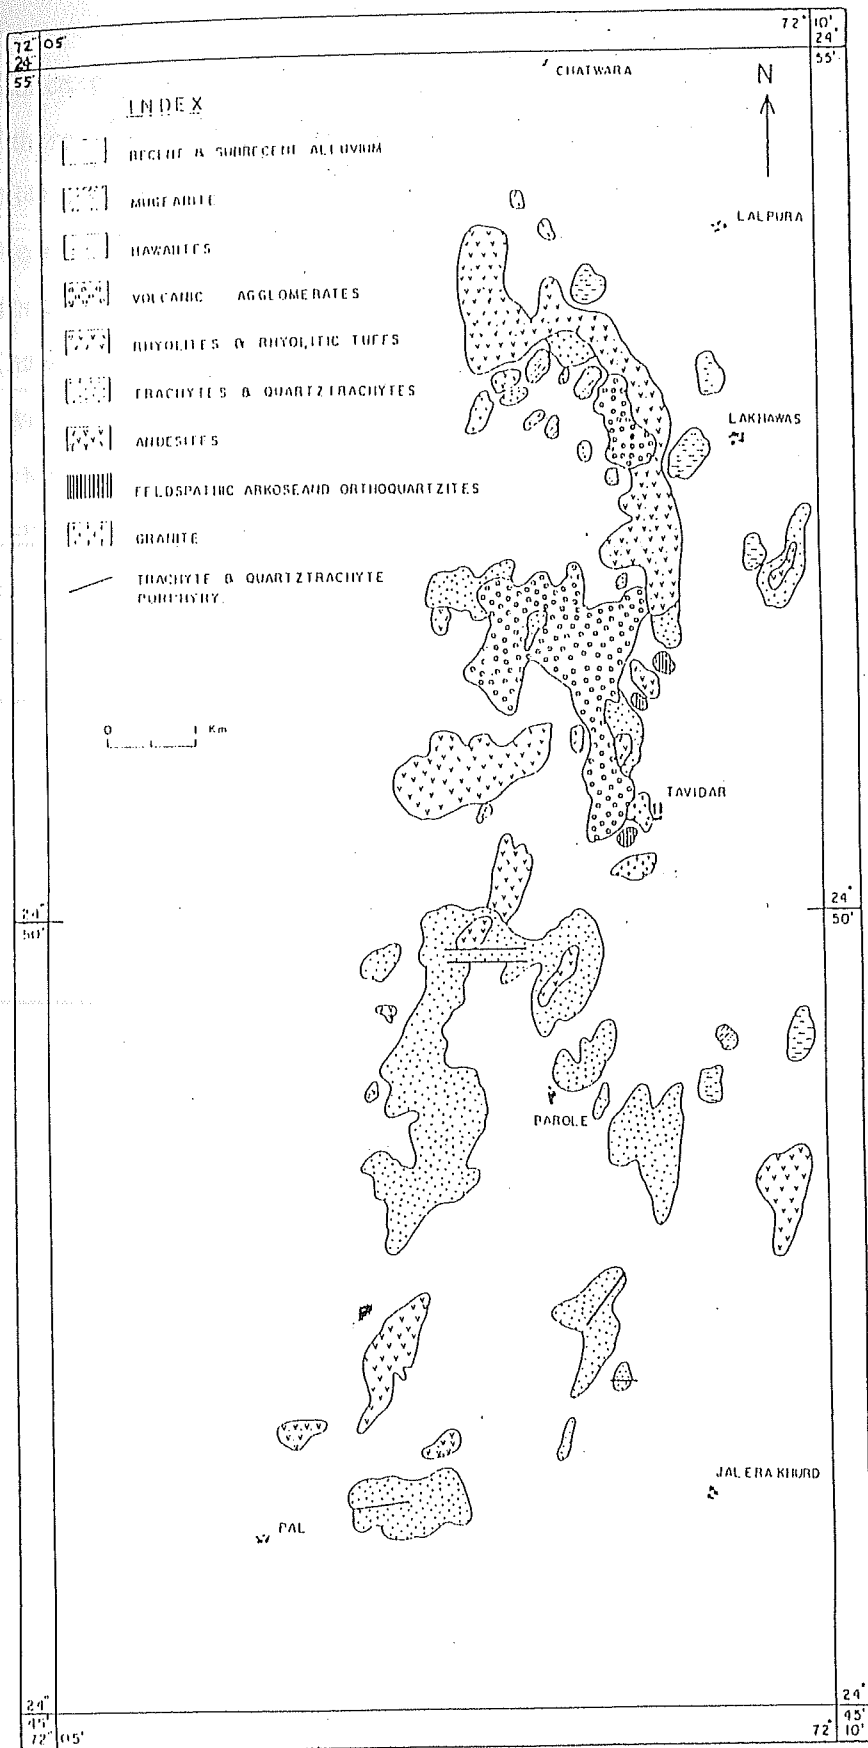 72° 05'
24°
55'
72° 10'
24°
55'
CHATWARA
N
INDEX
RECENT & SUBRECENT ALLUVIUM
MUGEARITE
HAWAIITES
VOLCANIC AGGLOMERATES
RHYOLITES & RHYOLITIC TUFFS
TRACHYTES & QUARTZTRACHYTES
ANDESITES
FELDSPATHIC ARKOSE AND ORTHOQUARTZITES
GRANITE
TRACHYTE & QUARTZTRACHYTE
PORPHYRY.
LALPURA
LAKHAWAS
0 1 Km
TAVIDAR
24°
50'
24°
50'
JALERA KHURD
PAL
24°
45'
72° 05'
24°
45'
72° 10'